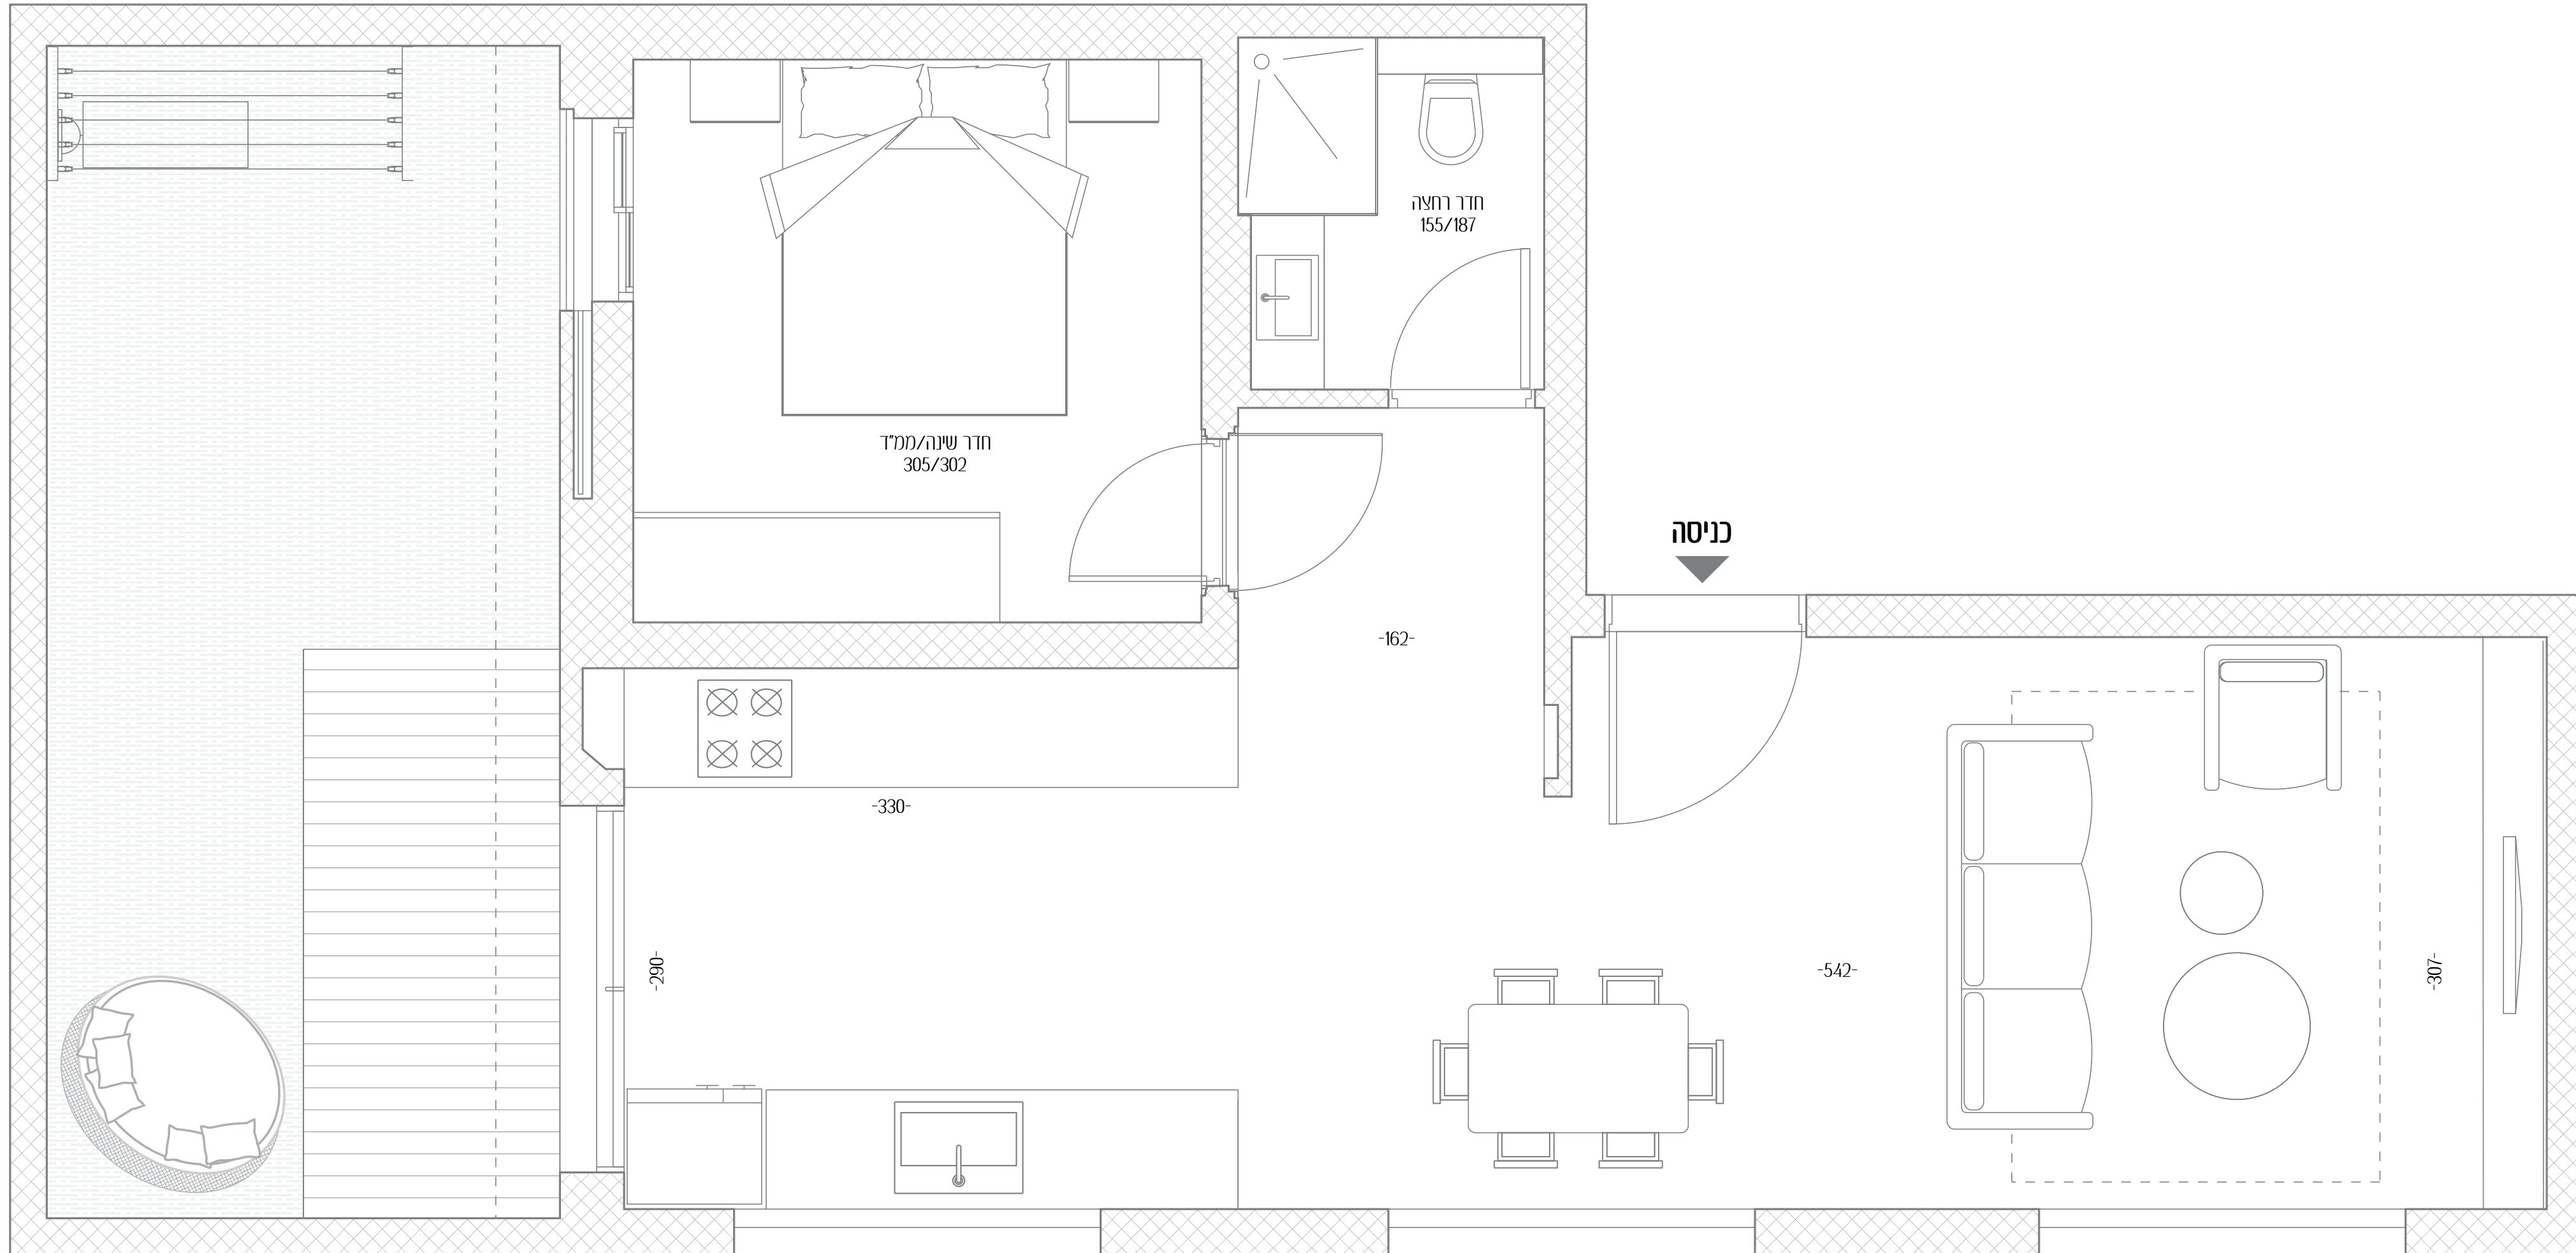 חדר רחצה
155/187
חדר שינה/ממ"ד
305/302
כניסה
-162-
-330-
-290-
-542-
-307-